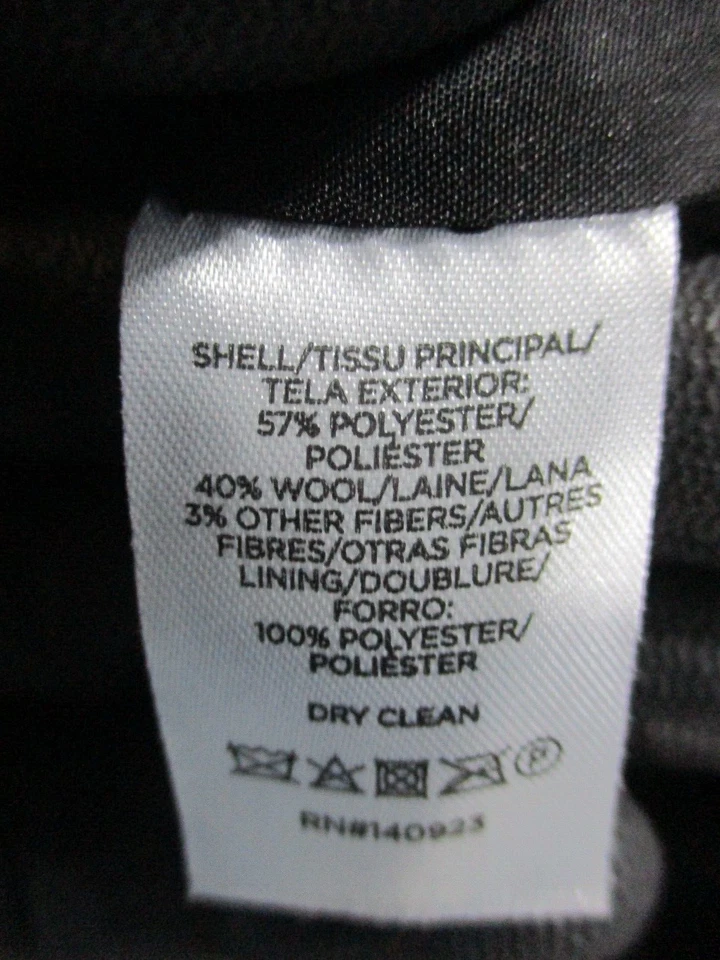 SHELL/TISSU PRINCIPAL/
TELA EXTERIOR:
57% POLYESTER/
POLIÉSTER
40% WOOL/LAINE/LANA
3% OTHER FIBERS/AUTRES
FIBRES/OTRAS FIBRAS
LINING/DOUBLURE/
FORRO:
100% POLYESTER/
POLIÉSTER
DRY CLEAN
P
RN#140923